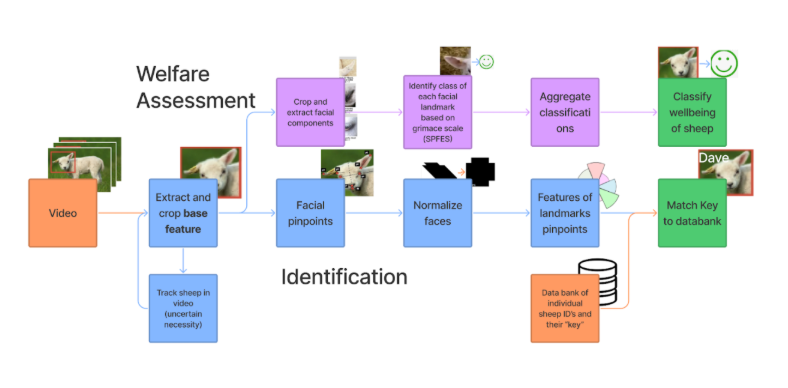 Welfare
Assessment
Crop and
extract facial
components
Identify class of
each facial
landmark
based on
grimace scale
(SPFES)
Aggregate
classificati
ons
Classify
wellbeing
of sheep
Video
Extract and
crop base
feature
Facial
pinpoints
Normalize
faces
Features of
landmarks
pinpoints
Dave
Match Key
to databank
Identification
Track sheep in
video
(uncertain
necessity)
Data bank of
individual
sheep ID's and
their "key"